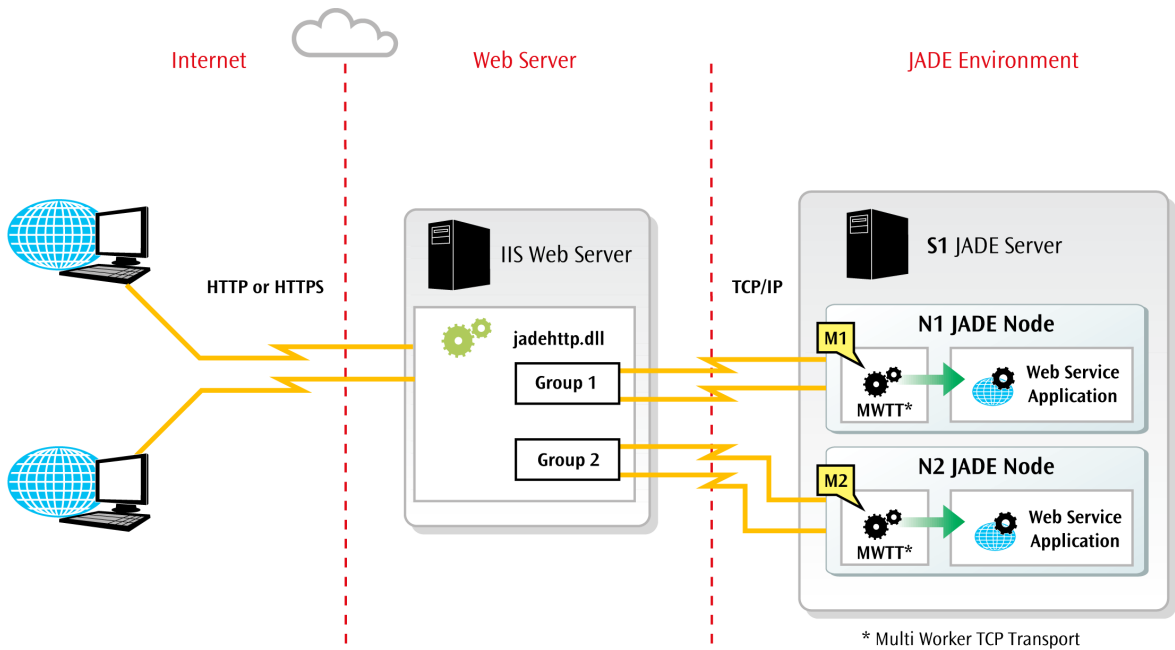 Internet
Web Server
JADE Environment
IIS Web Server
S1 JADE Server
HTTP or HTTPS
TCP/IP
jadehttp.dll
Group 1
Group 2
N1 JADE Node
M1
MWTT*
Web Service
Application
N2 JADE Node
M2
MWTT*
Web Service
Application
* Multi Worker TCP Transport